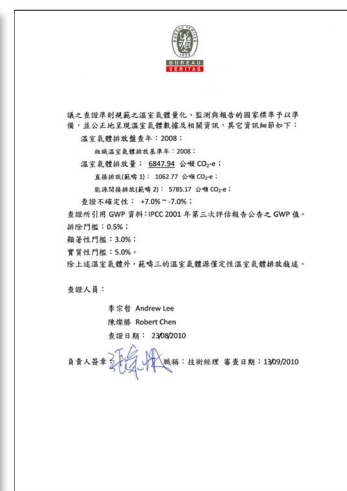 BUREAU
VERITAS
議之查證準則規範之溫室氣體量化、監測與報告的國家標準予以準
備，並公正地呈現溫室氣體數據及相關資訊，其它資訊細節如下：
溫室氣體排放盤查年：2008；
組織溫室氣體排放基準年：2008；
溫室氣體排放量： 6847.94 公噸 CO₂-e；
直接排放(範疇 1)： 1062.77 公噸 CO₂-e；
能源間接排放(範疇 2)： 5785.17 公噸 CO₂-e；
查證不確定性： +7.0% ~ -7.0%；
查證所引用 GWP 資料：IPCC 2001 年第三次評估報告公告之 GWP 值。
排除門檻：0.5%；
顯著性門檻：3.0%；
實質性門檻：5.0%。
除上述溫室氣體外，範疇三的溫室氣體源僅定性溫室氣體排放敘述。
查證人員：
李宗哲 Andrew Lee
陳燦勝 Robert Chen
查證日期： 23/08/2010
負責人簽章： 職稱：技術經理 審查日期：13/09/2010